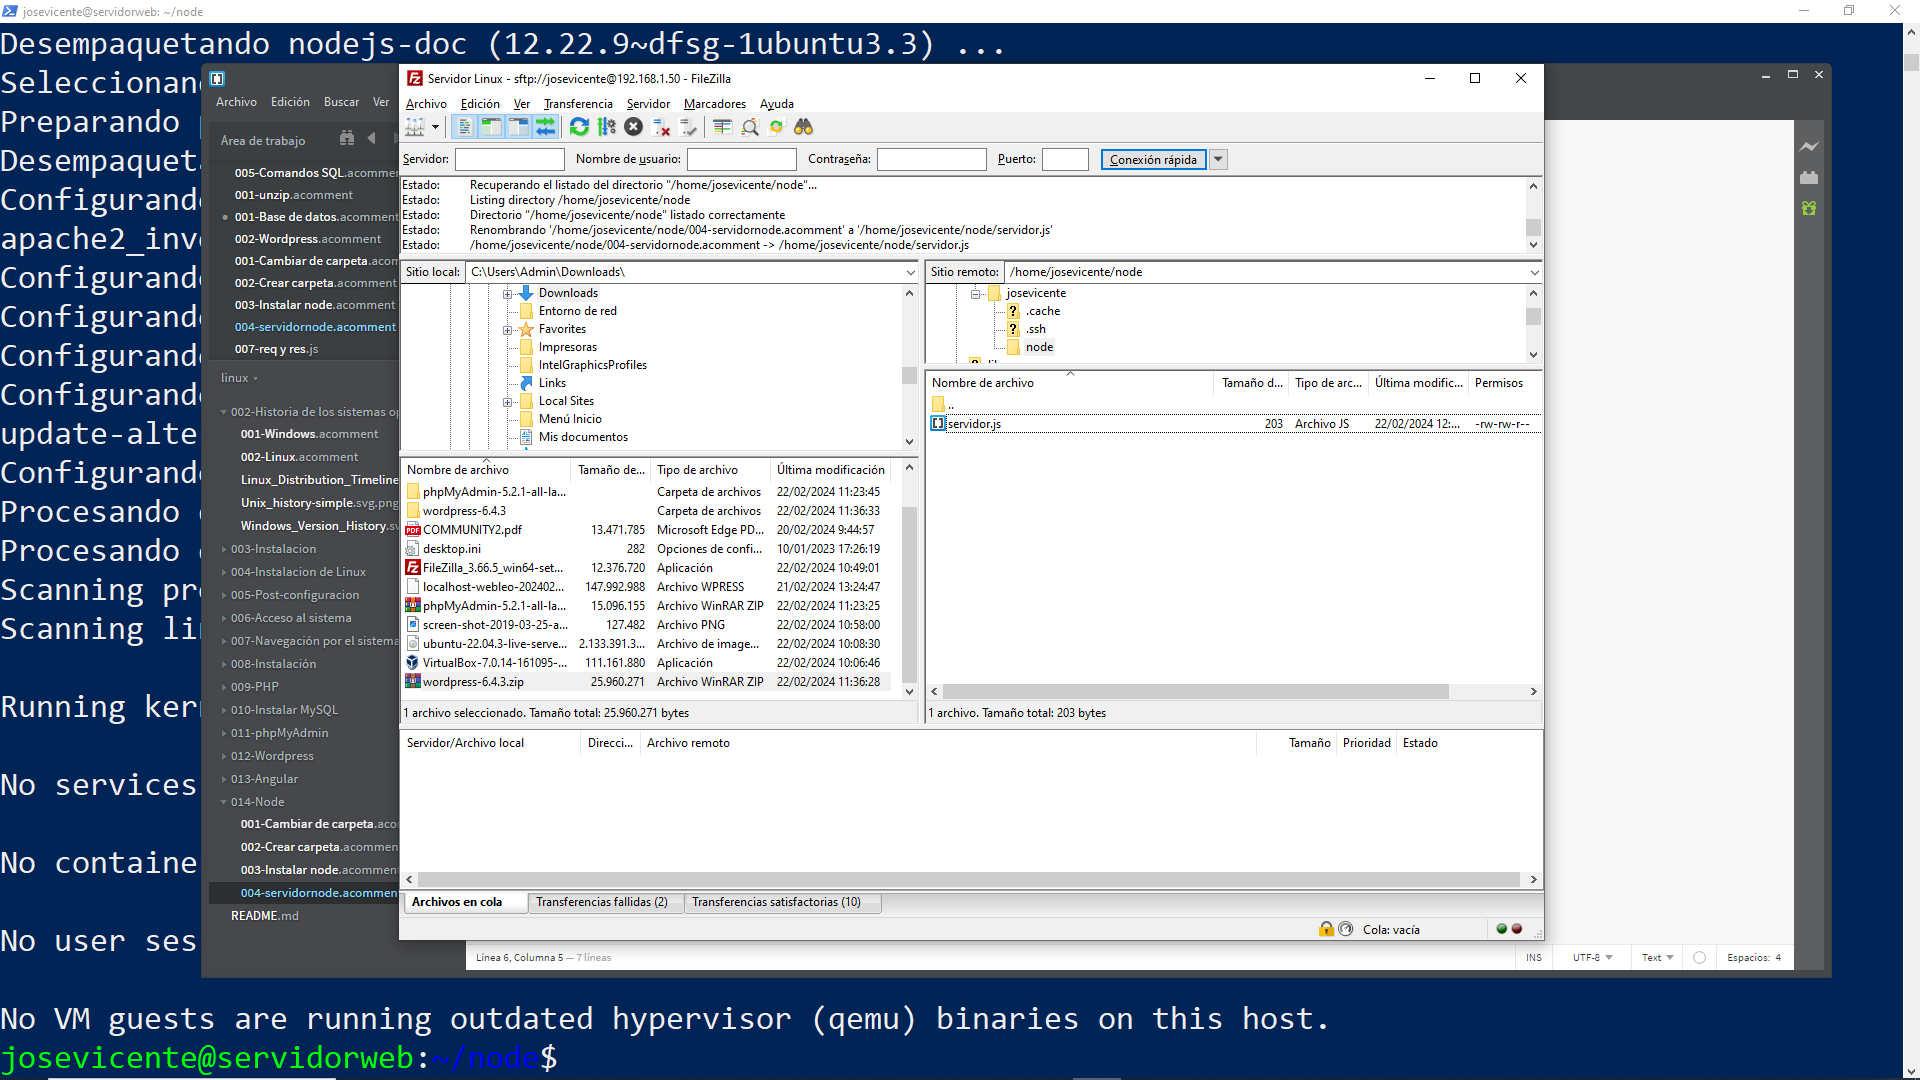 josevicente@servidorweb: ~/node
Desempaquetando nodejs-doc (12.22.9~dfsg-1ubuntu3.3) ...
Seleccionan
Preparando
Desempaquet
Configurand
apache2_inv
Configurand
Configurand
Configurand
Configurand
update-alte
Configurand
Procesando
Procesando
Scanning pr
Scanning li
Running ker
No services
No containe
No user ses
No VM guests are running outdated hypervisor (qemu) binaries on this host.
josevicente@servidorweb:~/node$
Archivo Edición Buscar Ver
Área de trabajo
005-Comandos SQL.acommen
001-unzip.acomment
001-Base de datos.acomment
002-Wordpress.acomment
001-Cambiar de carpeta.acom
002-Crear carpeta.acomment
003-Instalar node.acomment
004-servidornode.acomment
007-req y res.js
linux
002-Historia de los sistemas op
001-Windows.acomment
002-Linux.acomment
Linux_Distribution_Timeline
Unix_history-simple.svg.png
Windows_Version_History.sv
003-Instalacion
004-Instalacion de Linux
005-Post-configuracion
006-Acceso al sistema
007-Navegación por el sistema
008-Instalación
009-PHP
010-Instalar MySQL
011-phpMyAdmin
012-Wordpress
013-Angular
014-Node
001-Cambiar de carpeta.aco
002-Crear carpeta.acommen
003-Instalar node.acommen
004-servidornode.acommen
README.md
Servidor Linux - sftp://josevicente@192.168.1.50 - FileZilla
Archivo Edición Ver Transferencia Servidor Marcadores Ayuda
Servidor: Nombre de usuario: Contraseña: Puerto: Conexión rápida
Estado: Recuperando el listado del directorio "/home/josevicente/node"...
Estado: Listing directory /home/josevicente/node
Estado: Directorio "/home/josevicente/node" listado correctamente
Estado: Renombrando '/home/josevicente/node/004-servidornode.acomment' a '/home/josevicente/node/servidor.js'
Estado: /home/josevicente/node/004-servidornode.acomment -> /home/josevicente/node/servidor.js
Sitio local: C:\Users\Admin\Downloads\
Downloads
Entorno de red
Favorites
Impresoras
IntelGraphicsProfiles
Links
Local Sites
Menú Inicio
Mis documentos
Nombre de archivo Tamaño de... Tipo de archivo Última modificación
phpMyAdmin-5.2.1-all-la... Carpeta de archivos 22/02/2024 11:23:45
wordpress-6.4.3 Carpeta de archivos 22/02/2024 11:36:33
COMMUNITY2.pdf 13.471.785 Microsoft Edge PD... 20/02/2024 9:44:57
desktop.ini 282 Opciones de confi... 10/01/2023 17:26:19
FileZilla_3.66.5_win64-set... 12.376.720 Aplicación 22/02/2024 10:49:01
localhost-webleo-202402... 147.992.988 Archivo WPRESS 21/02/2024 13:24:47
phpMyAdmin-5.2.1-all-la... 15.096.155 Archivo WinRAR ZIP 22/02/2024 11:23:25
screen-shot-2019-03-25-a... 127.482 Archivo PNG 22/02/2024 10:58:00
ubuntu-22.04.3-live-serve... 2.133.391.3... Archivo de image... 22/02/2024 10:08:30
VirtualBox-7.0.14-161095-... 111.161.880 Aplicación 22/02/2024 10:06:46
wordpress-6.4.3.zip 25.960.271 Archivo WinRAR ZIP 22/02/2024 11:36:28
1 archivo seleccionado. Tamaño total: 25.960.271 bytes
Sitio remoto: /home/josevicente/node
josevicente
.cache
.ssh
node
Nombre de archivo Tamaño d... Tipo de arc... Última modific... Permisos
..
servidor.js 203 Archivo JS 22/02/2024 12:... -rw-rw-r--
1 archivo. Tamaño total: 203 bytes
Servidor/Archivo local Direcci... Archivo remoto Tamaño Prioridad Estado
Archivos en cola Transferencias fallidas (2) Transferencias satisfactorias (10)
Cola: vacía
Línea 6, Columna 5 — 7 líneas INS UTF-8 Text Espacios: 4